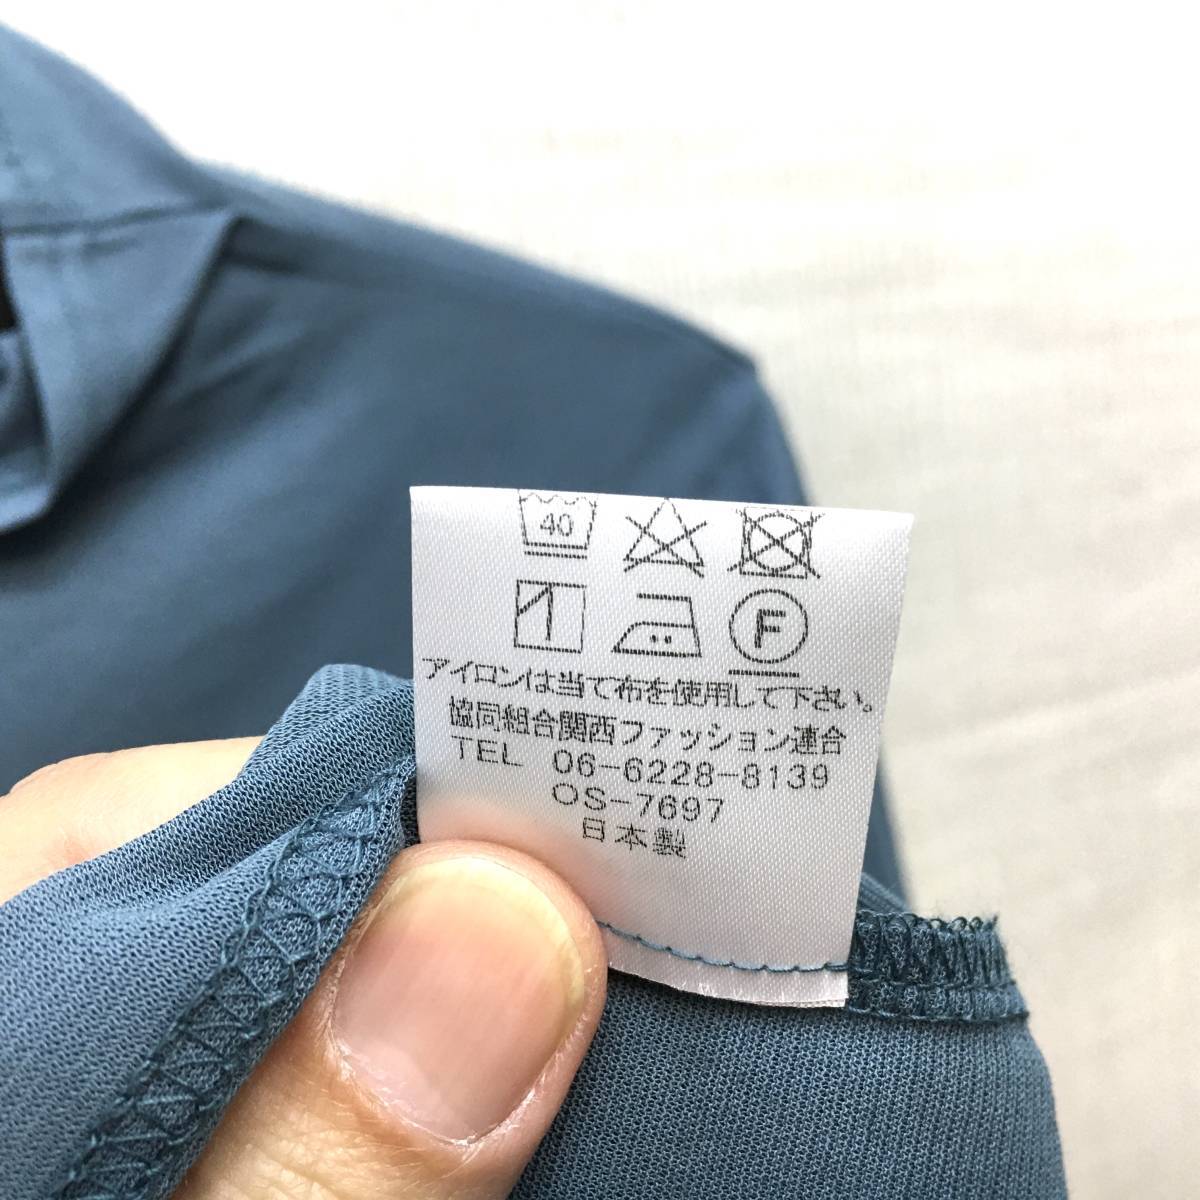 40
F
アイロンは当て布を使用して下さい。
協同組合関西ファッション連合
TEL 06-6228-8139
OS-7697
日本製